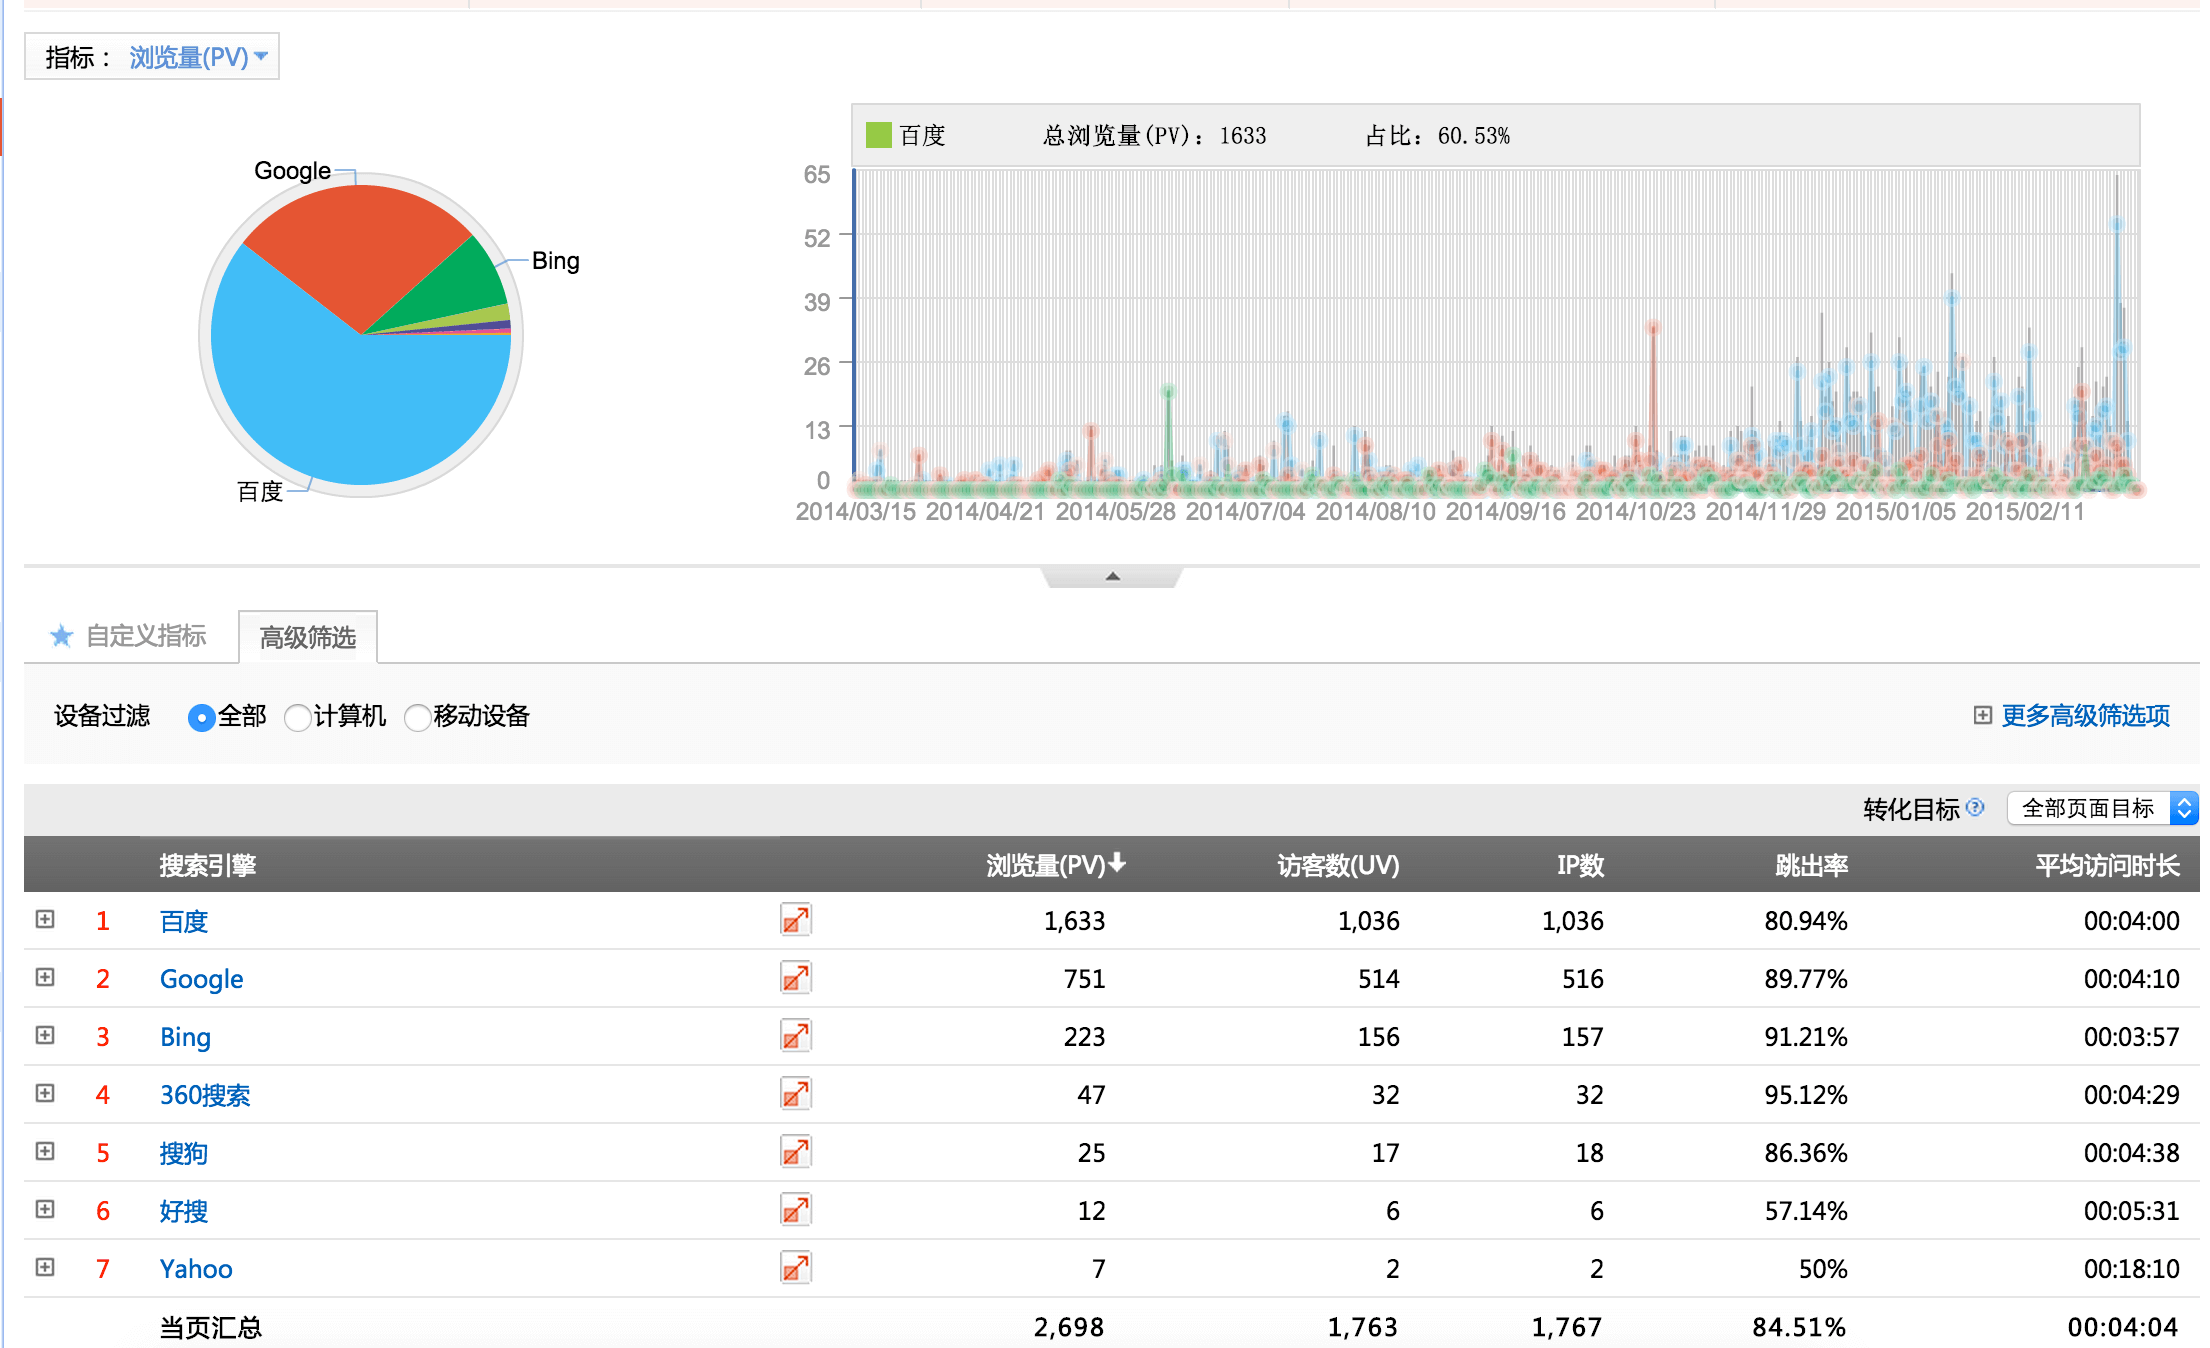 指标： 浏览量(PV)
Google
Bing
百度
百度 总浏览量(PV)：1633 占比：60.53%
65
52
39
26
13
0
2014/03/15 2014/04/21 2014/05/28 2014/07/04 2014/08/10 2014/09/16 2014/10/23 2014/11/29 2015/01/05 2015/02/11
自定义指标 高级筛选
设备过滤 全部 计算机 移动设备 更多高级筛选项
转化目标 全部页面目标
搜索引擎 浏览量(PV) 访客数(UV) IP数 跳出率 平均访问时长
1 百度 1,633 1,036 1,036 80.94% 00:04:00
2 Google 751 514 516 89.77% 00:04:10
3 Bing 223 156 157 91.21% 00:03:57
4 360搜索 47 32 32 95.12% 00:04:29
5 搜狗 25 17 18 86.36% 00:04:38
6 好搜 12 6 6 57.14% 00:05:31
7 Yahoo 7 2 2 50% 00:18:10
当页汇总 2,698 1,763 1,767 84.51% 00:04:04